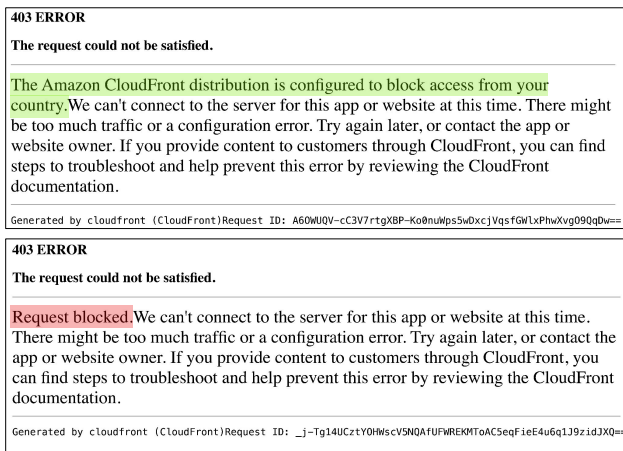 403 ERROR
The request could not be satisfied.
The Amazon CloudFront distribution is configured to block access from your
country.We can't connect to the server for this app or website at this time. There might
be too much traffic or a configuration error. Try again later, or contact the app or
website owner. If you provide content to customers through CloudFront, you can find
steps to troubleshoot and help prevent this error by reviewing the CloudFront
documentation.
Generated by cloudfront (CloudFront)Request ID: A6OWUQV-cC3V7rtgXBP-Ko0nuWps5wDxcjVqsfGWlxPhwXvgO9QqDw==
403 ERROR
The request could not be satisfied.
Request blocked.We can't connect to the server for this app or website at this time.
There might be too much traffic or a configuration error. Try again later, or contact the
app or website owner. If you provide content to customers through CloudFront, you
can find steps to troubleshoot and help prevent this error by reviewing the CloudFront
documentation.
Generated by cloudfront (CloudFront)Request ID: _j-Tg14UCztYOHWscV5NQAfUFWREKMToAC5eqFieE4u6q1J9zidJXQ==